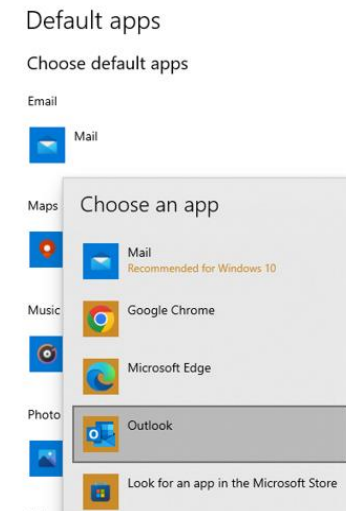 Default apps
Choose default apps
Email
Mail
Maps
Choose an app
Mail
Recommended for Windows 10
Music
Google Chrome
Microsoft Edge
Photo
Outlook
Look for an app in the Microsoft Store